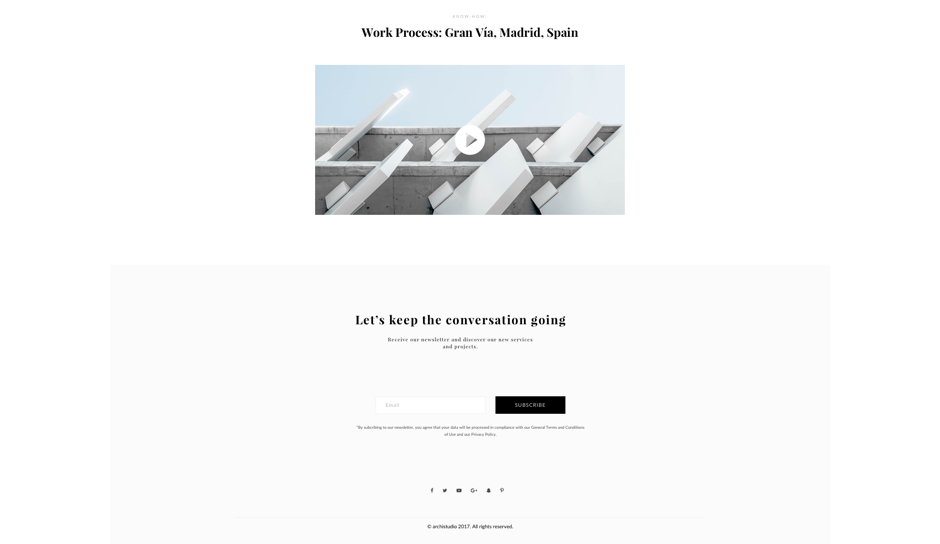 KNOW-HOW
Work Process: Gran Vía, Madrid, Spain
Let's keep the conversation going
Receive our newsletter and discover our new services
and projects.
Email
SUBSCRIBE
*By subcribing to our newsletter, you agree that your data will be processed in compliance with our General Terms and Conditions
of Use and our Privacy Policy.
© archistudio 2017. All rights reserved.